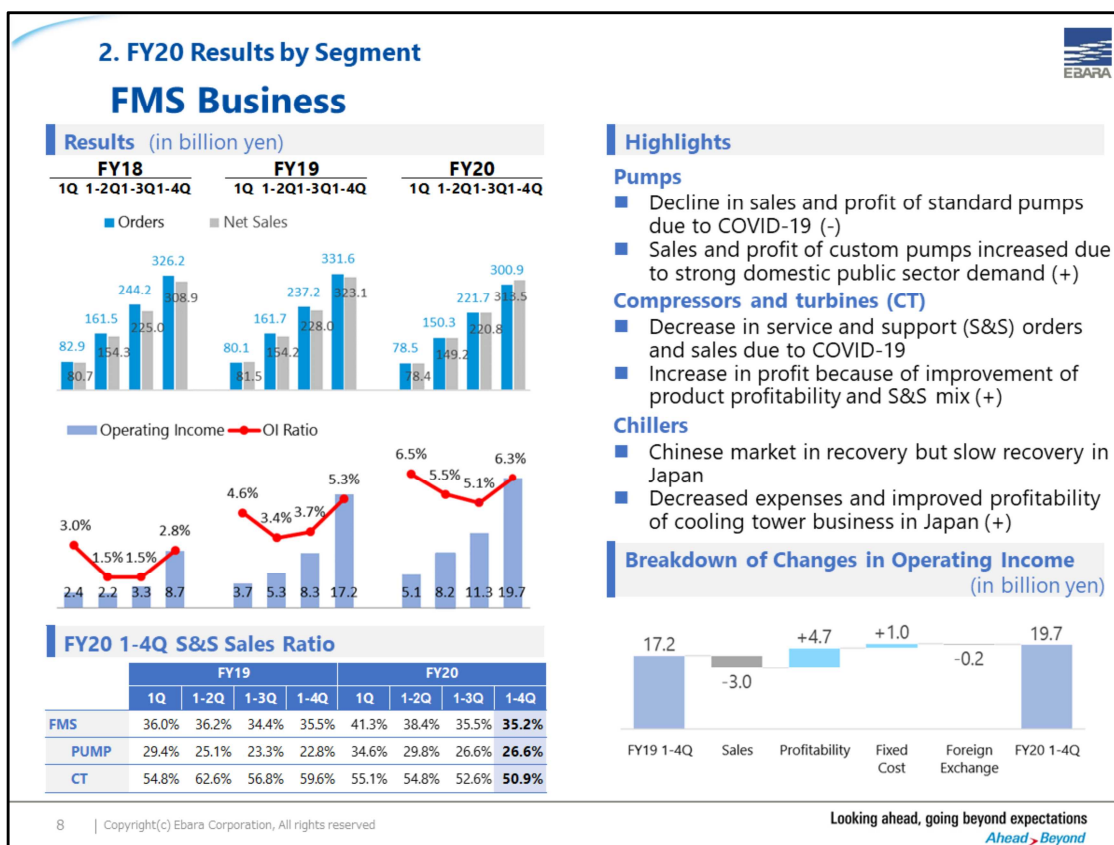 2. FY20 Results by Segment
EBARA
FMS Business
Results (in billion yen)
FY18 FY19 FY20
1Q 1-2Q1-3Q1-4Q 1Q 1-2Q1-3Q1-4Q 1Q 1-2Q1-3Q1-4Q
Orders Net Sales
82.9 161.5 244.2 326.2 80.1 161.7 237.2 331.6 78.5 150.3 221.7 300.9
80.7 154.3 225.0 308.9 81.5 154.2 228.0 323.1 78.4 149.2 220.8 313.5
Operating Income OI Ratio
3.0% 1.5% 1.5% 2.8% 4.6% 3.4% 3.7% 5.3% 6.5% 5.5% 5.1% 6.3%
2.4 2.2 3.3 8.7 3.7 5.3 8.3 17.2 5.1 8.2 11.3 19.7
FY20 1-4Q S&S Sales Ratio
FY19 FY20
1Q 1-2Q 1-3Q 1-4Q 1Q 1-2Q 1-3Q 1-4Q
FMS 36.0% 36.2% 34.4% 35.5% 41.3% 38.4% 35.5% 35.2%
PUMP 29.4% 25.1% 23.3% 22.8% 34.6% 29.8% 26.6% 26.6%
CT 54.8% 62.6% 56.8% 59.6% 55.1% 54.8% 52.6% 50.9%
Highlights
Pumps
■ Decline in sales and profit of standard pumps
due to COVID-19 (-)
■ Sales and profit of custom pumps increased due
to strong domestic public sector demand (+)
Compressors and turbines (CT)
■ Decrease in service and support (S&S) orders
and sales due to COVID-19
■ Increase in profit because of improvement of
product profitability and S&S mix (+)
Chillers
■ Chinese market in recovery but slow recovery in
Japan
■ Decreased expenses and improved profitability
of cooling tower business in Japan (+)
Breakdown of Changes in Operating Income
(in billion yen)
17.2 -3.0 +4.7 +1.0 -0.2 19.7
FY19 1-4Q Sales Profitability Fixed Foreign FY20 1-4Q
Cost Exchange
8 | Copyright(c) Ebara Corporation, All rights reserved
Looking ahead, going beyond expectations
Ahead > Beyond